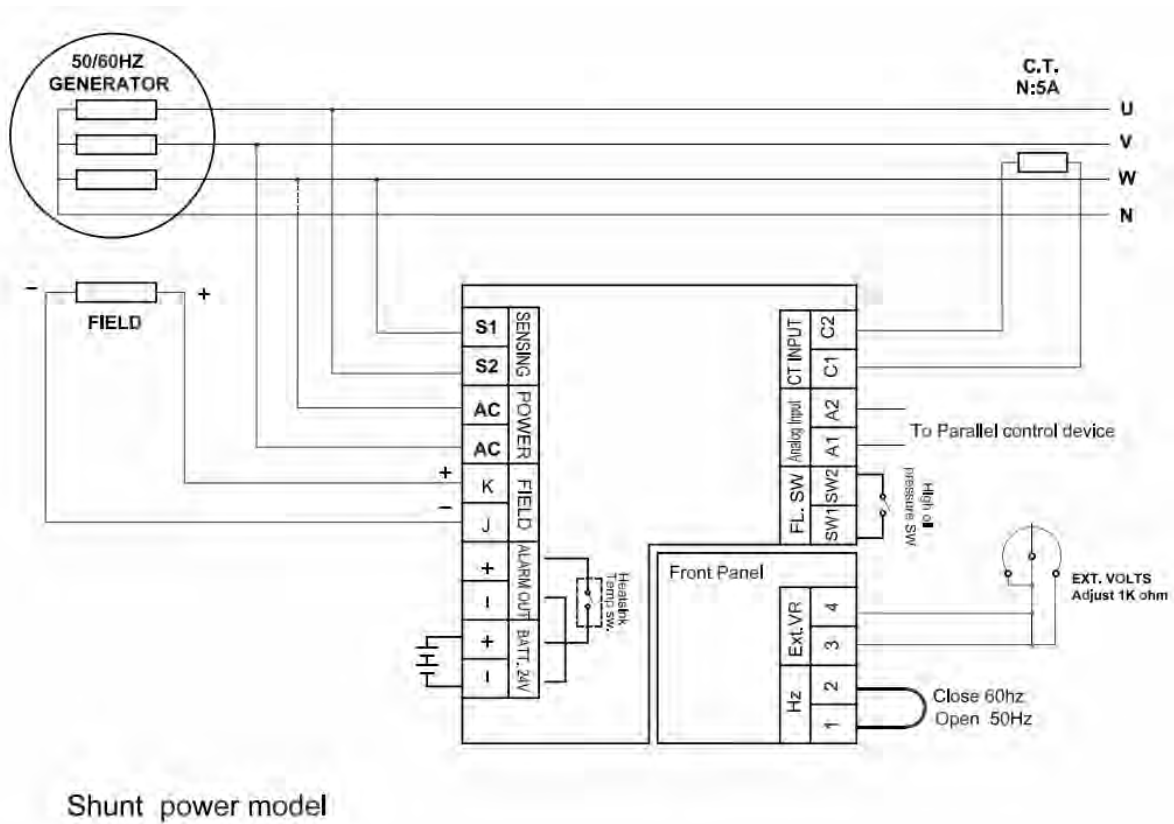 50/60HZ
GENERATOR
C.T.
N:5A
U
V
W
N
−
+
FIELD
S1
S2
AC
AC
K
J
+
−
+
−
SENSING
POWER
FIELD
ALARM OUT
BATT. 24V
+
−
Heatsink
Temp sw.
CT INPUT
Analog Input
FL. SW
C2
C1
A2
A1
SW2
SW1
To Parallel control device
High oil
pressure SW
Front Panel
Ext.VR
Hz
4
3
2
1
EXT. VOLTS
Adjust 1K ohm
Close 60hz
Open 50Hz
Shunt power model